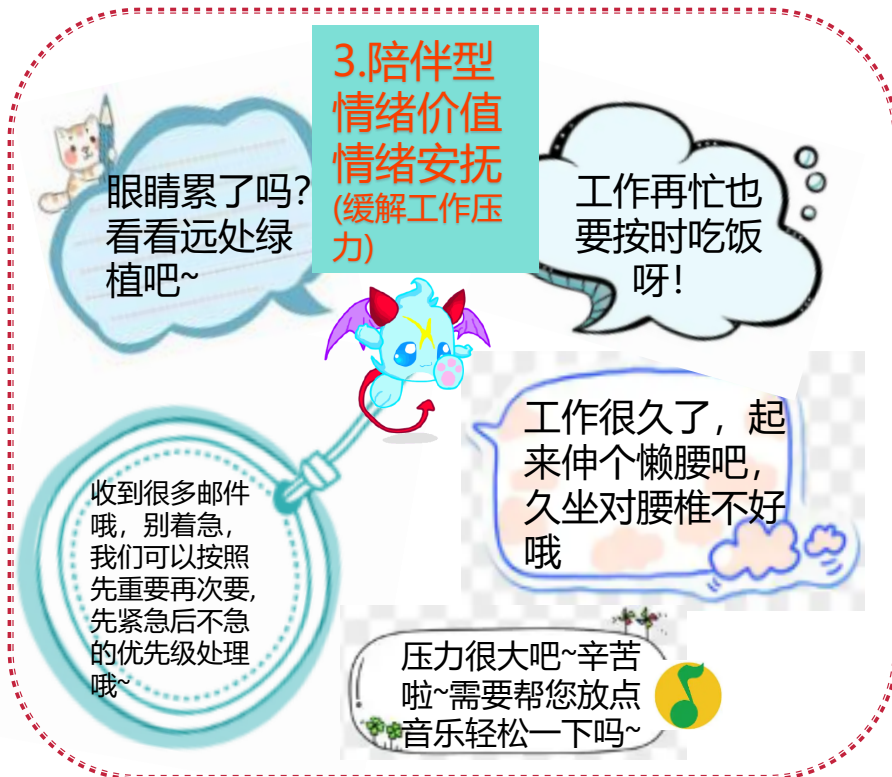 3.陪伴型
情绪价值
情绪安抚
(缓解工作压
力)
眼睛累了吗?
看看远处绿
植吧~
工作再忙也
要按时吃饭
呀!
工作很久了，起
来伸个懒腰吧，
久坐对腰椎不好
哦
收到很多邮件
哦，别着急，
我们可以按照
先重要再次要,
先紧急后不急
的优先级处理
哦~
压力很大吧~辛苦
啦~需要帮您放点
音乐轻松一下吗~